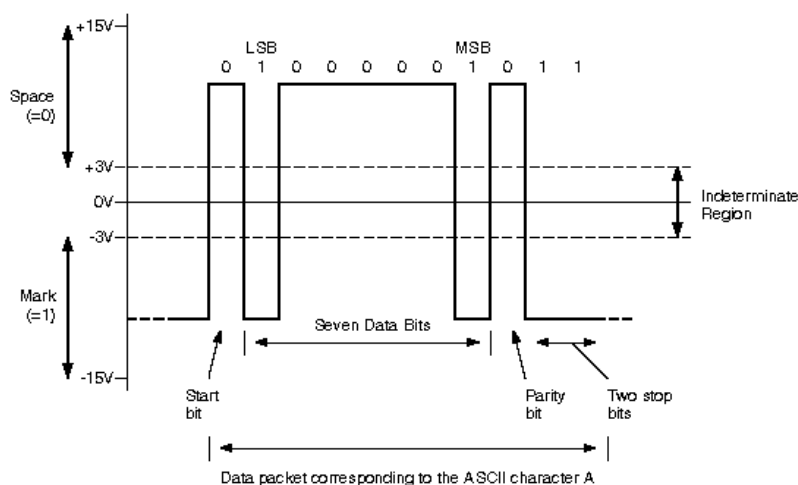 +15V
LSB MSB
0 1 0 0 0 0 0 1 0 1 1
Space
(=0)
+3V
0V
-3V
Indeterminate
Region
Mark
(=1)
Seven Data Bits
-15V
Start
bit
Parity
bit
Two stop
bits
Data packet corresponding to the ASCII character A